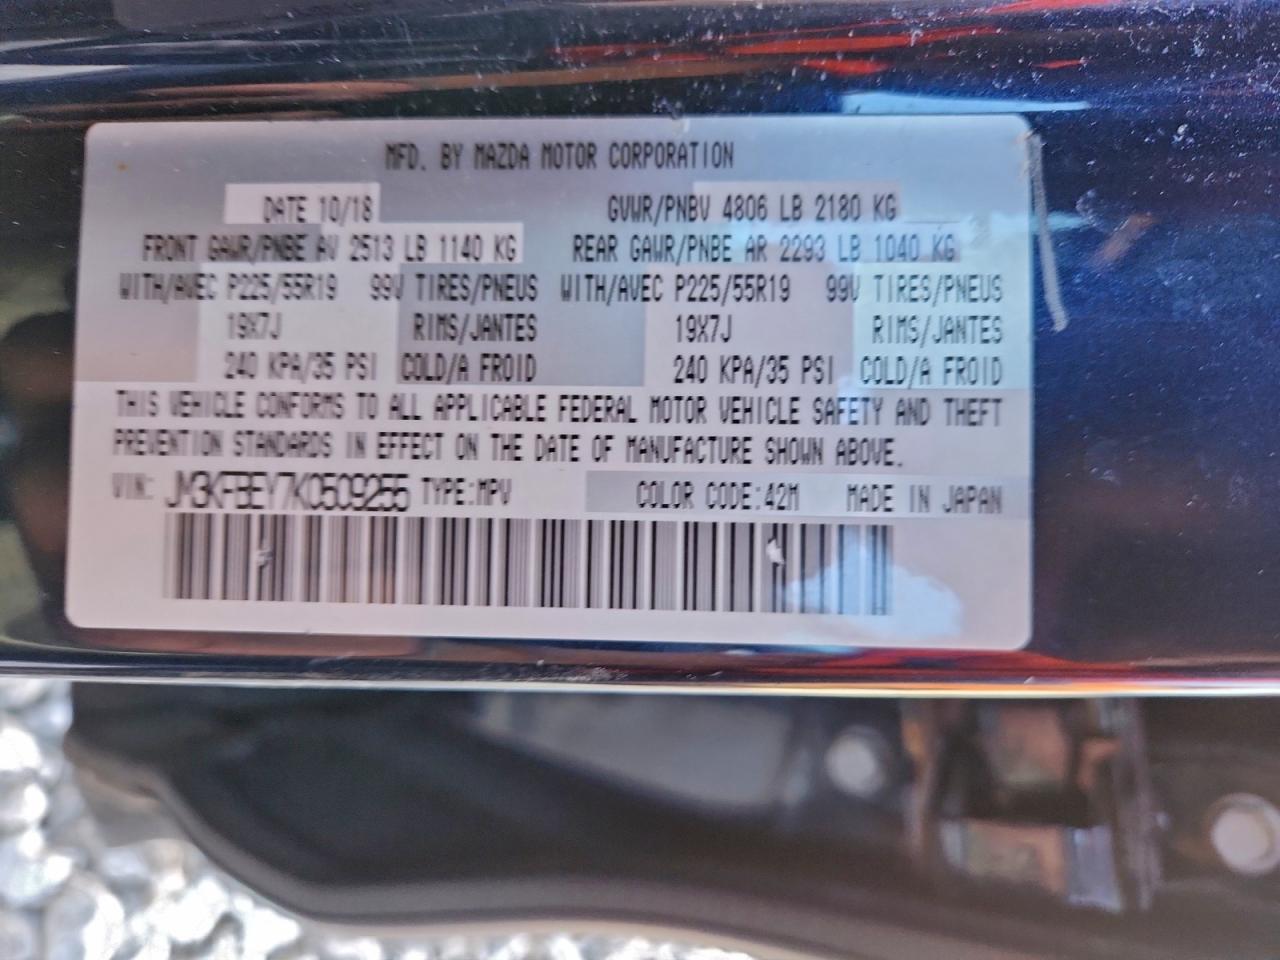 MFD. BY MAZDA MOTOR CORPORATION
DATE 10/18 GVWR/PNBV 4806 LB 2180 KG
FRONT GAWR/PNBE AV 2513 LB 1140 KG REAR GAWR/PNBE AR 2293 LB 1040 KG
WITH/AVEC P225/55R19 99V TIRES/PNEUS WITH/AVEC P225/55R19 99V TIRES/PNEUS
19X7J RIMS/JANTES 19X7J RIMS/JANTES
240 KPA/35 PSI COLD/A FROID 240 KPA/35 PSI COLD/A FROID
THIS VEHICLE CONFORMS TO ALL APPLICABLE FEDERAL MOTOR VEHICLE SAFETY AND THEFT
PREVENTION STANDARDS IN EFFECT ON THE DATE OF MANUFACTURE SHOWN ABOVE.
VIN: JM3KFBEY7K0509255 TYPE:MPV COLOR CODE:42M MADE IN JAPAN